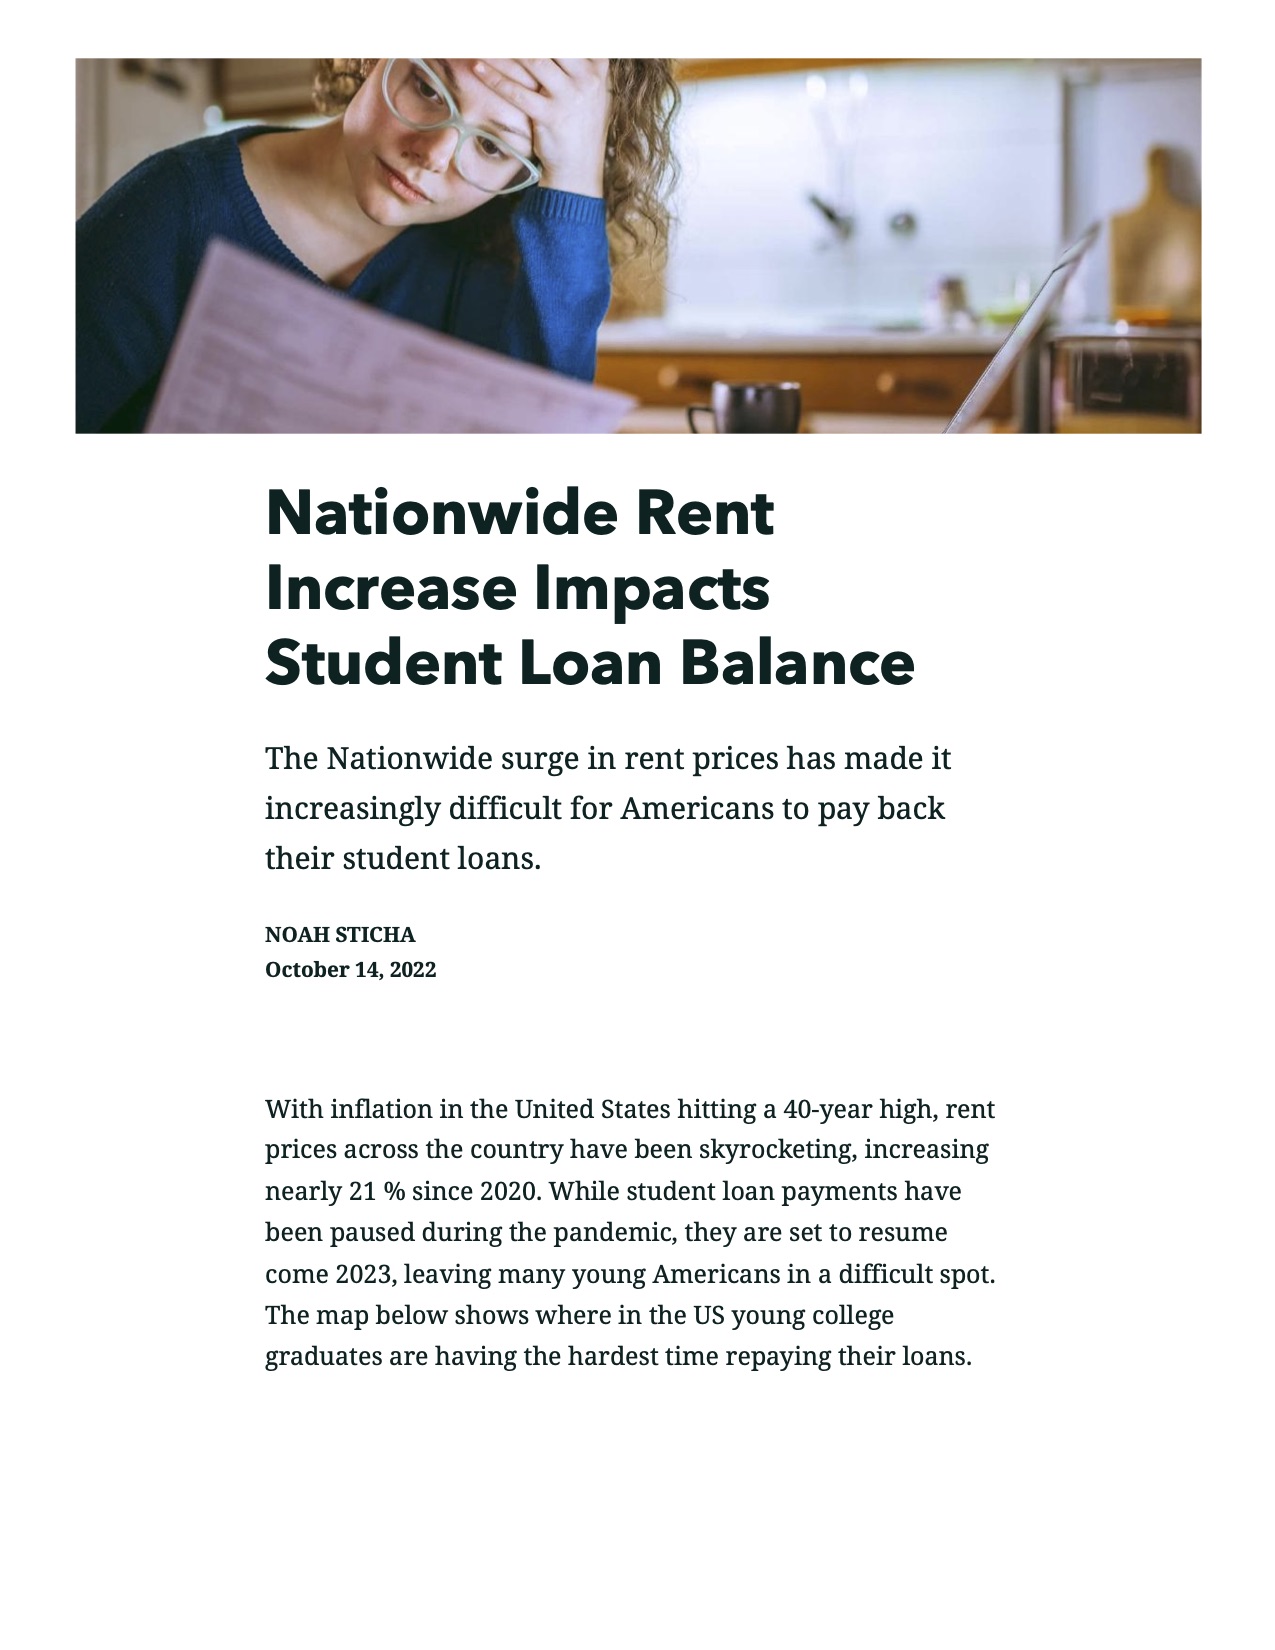 Nationwide Rent
Increase Impacts
Student Loan Balance
The Nationwide surge in rent prices has made it
increasingly difficult for Americans to pay back
their student loans.
NOAH STICHA
October 14, 2022
With inflation in the United States hitting a 40-year high, rent
prices across the country have been skyrocketing, increasing
nearly 21 % since 2020. While student loan payments have
been paused during the pandemic, they are set to resume
come 2023, leaving many young Americans in a difficult spot.
The map below shows where in the US young college
graduates are having the hardest time repaying their loans.